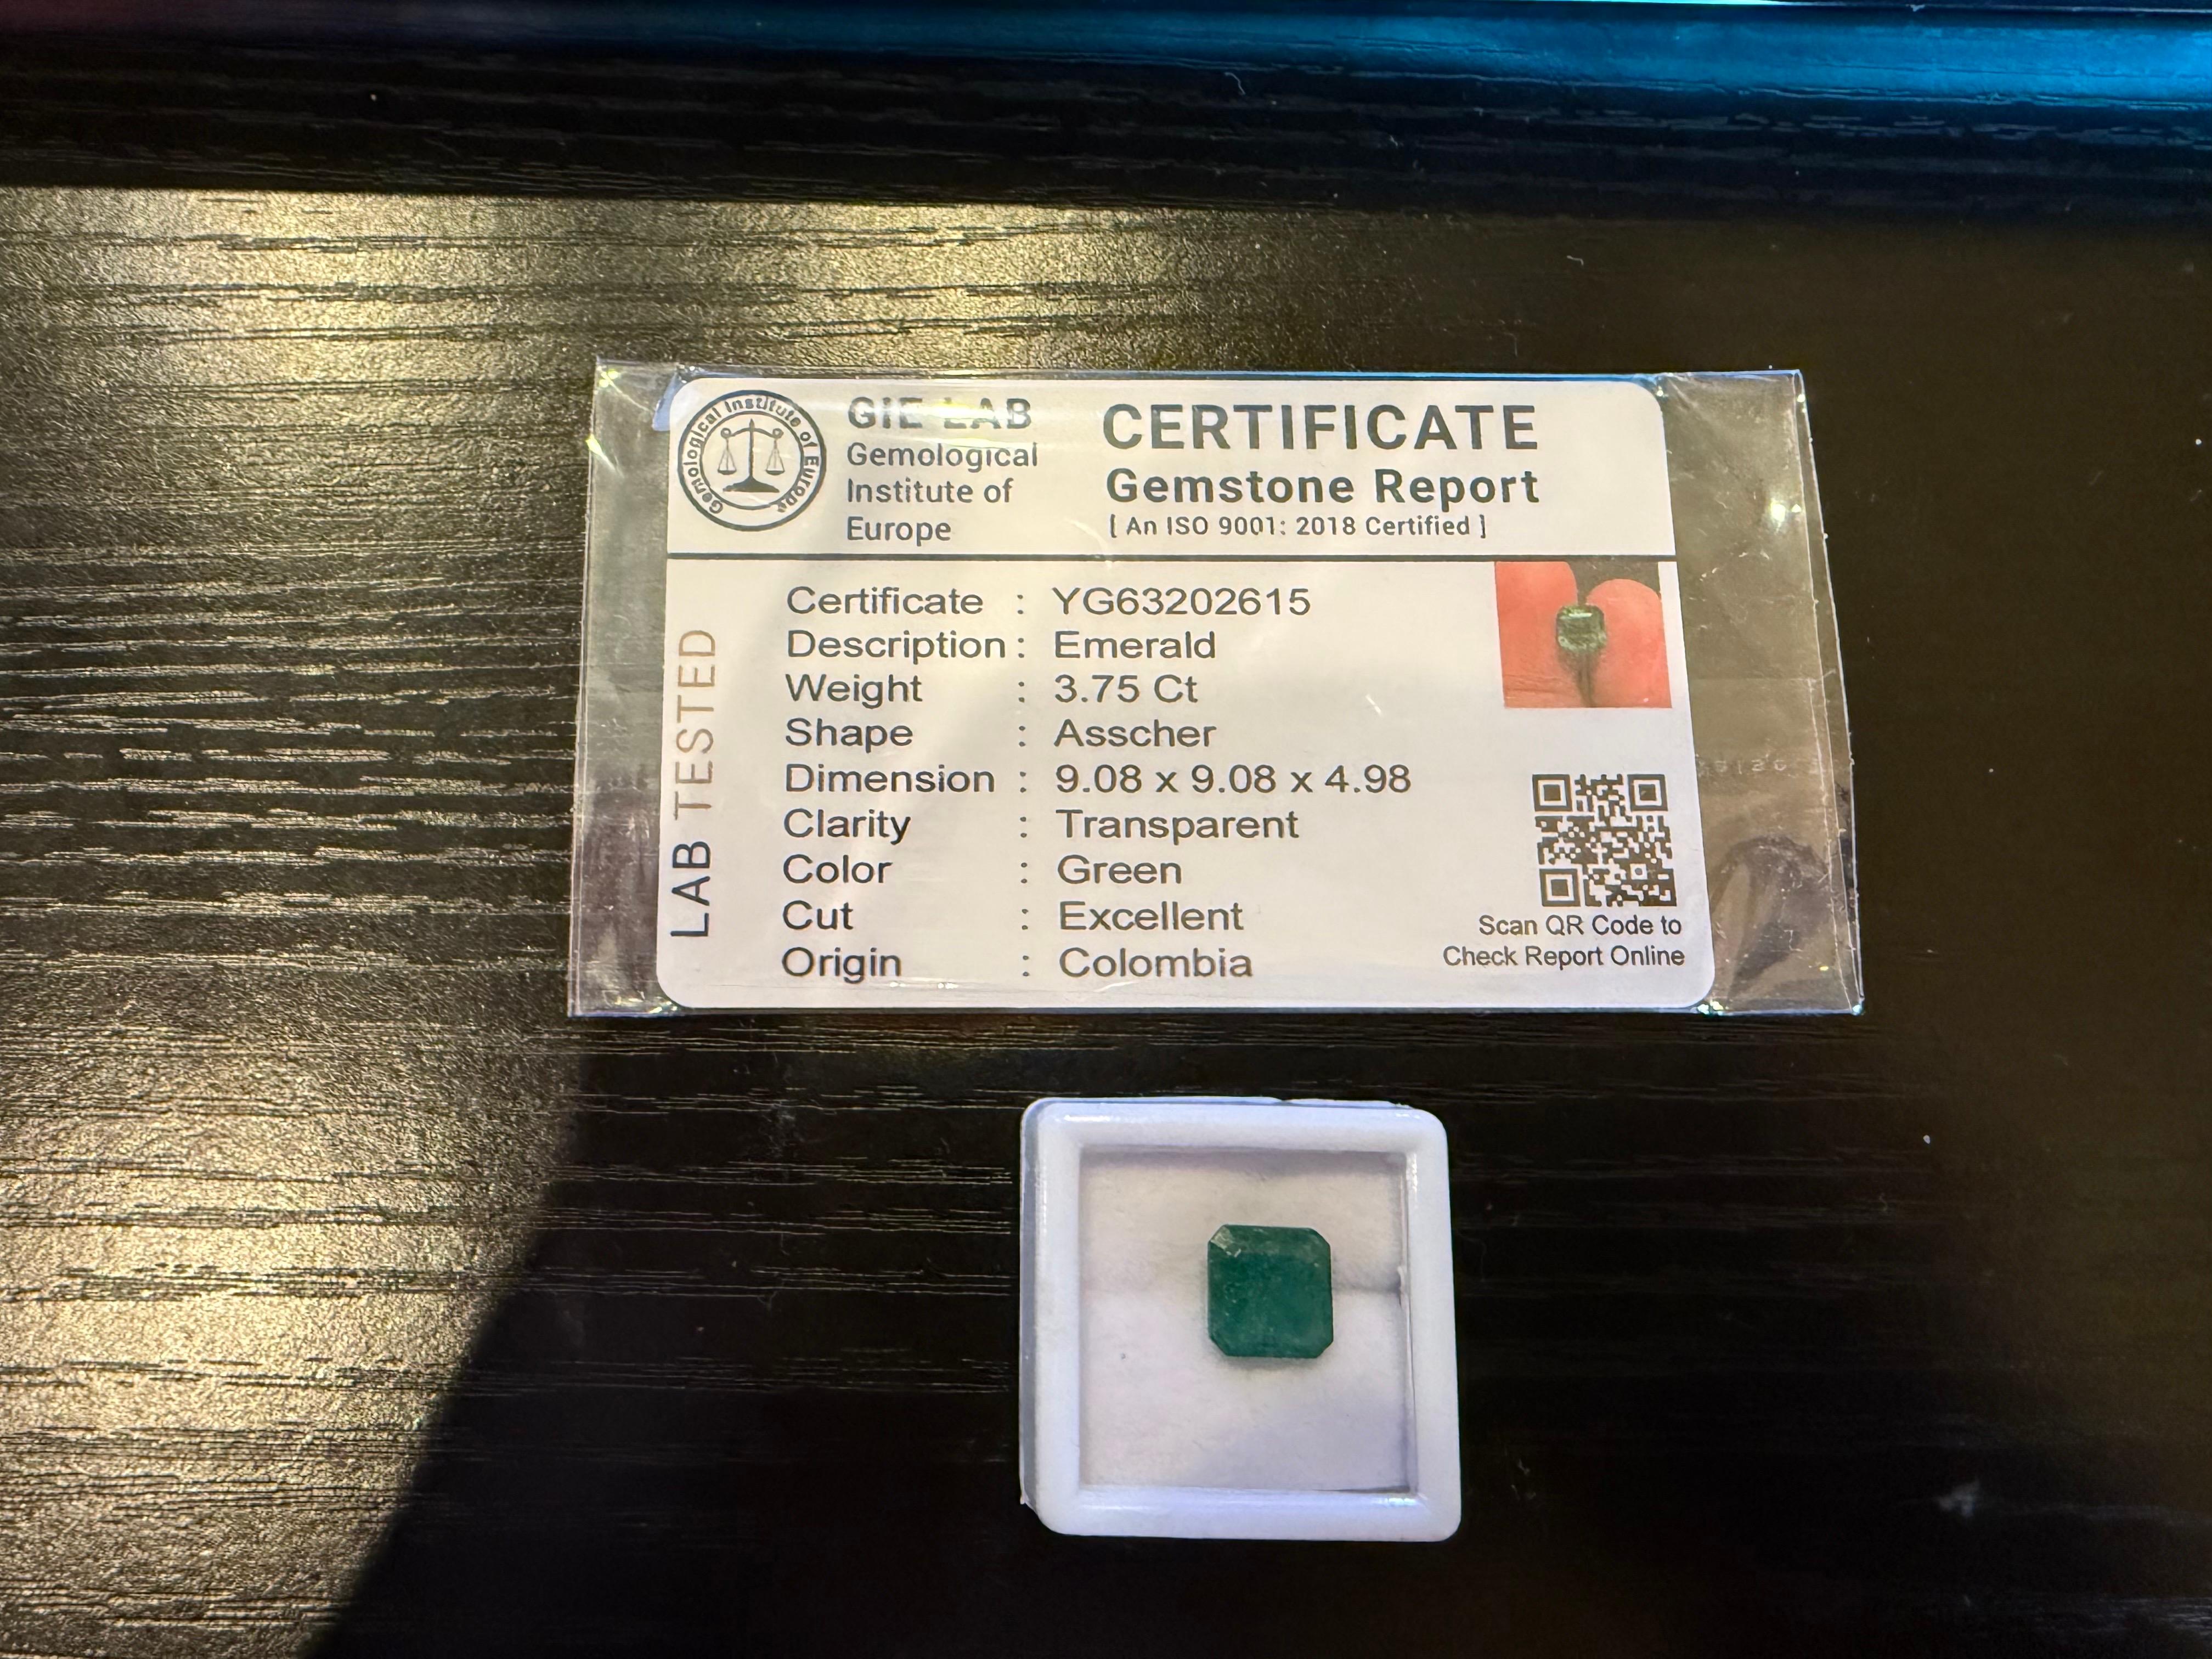 Gemological Institute of Europe
GIE LAB
Gemological
Institute of
Europe
CERTIFICATE
Gemstone Report
[ An ISO 9001: 2018 Certified ]
LAB TESTED
Certificate : YG63202615
Description : Emerald
Weight : 3.75 Ct
Shape : Asscher
Dimension : 9.08 x 9.08 x 4.98
Clarity : Transparent
Color : Green
Cut : Excellent
Origin : Colombia
Scan QR Code to
Check Report Online